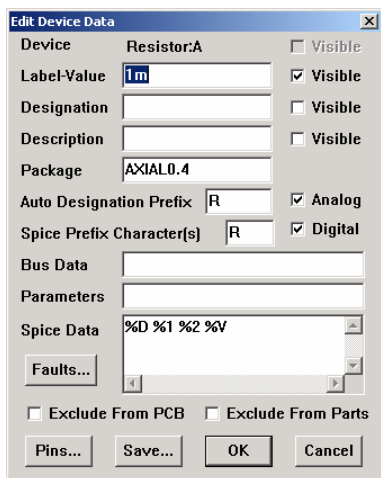 Edit Device Data
Device Resistor:A Visible
Label-Value 1m Visible
Designation Visible
Description Visible
Package AXIAL0.4
Auto Designation Prefix R Analog
Spice Prefix Character(s) R Digital
Bus Data
Parameters
Spice Data %D %1 %2 %V
Faults...
Exclude From PCB Exclude From Parts
Pins... Save... OK Cancel